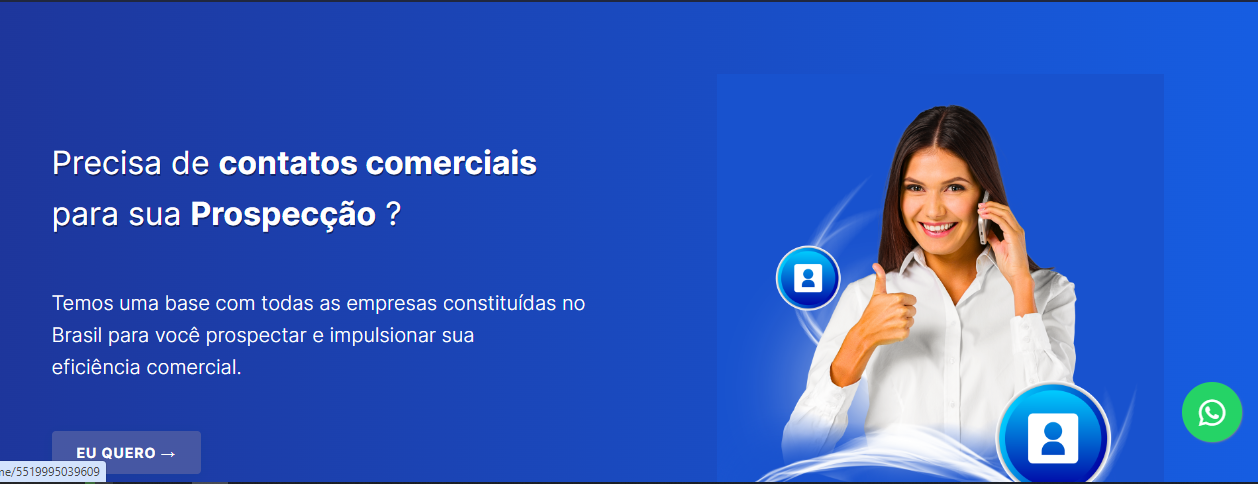 Precisa de contatos comerciais
para sua Prospecção ?
Temos uma base com todas as empresas constituídas no
Brasil para você prospectar e impulsionar sua
eficiência comercial.
EU QUERO →
ne/5519995039609